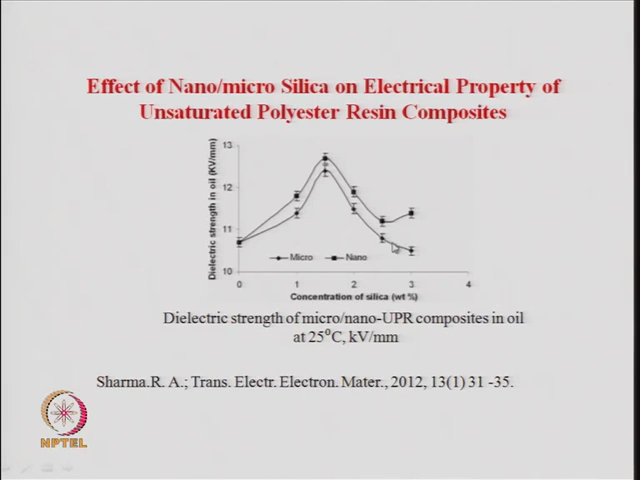 Effect of Nano/micro Silica on Electrical Property of
Unsaturated Polyester Resin Composites
Dielectric strength in oil (KV/mm)
13
12
11
10
Micro
Nano
0
1
2
3
4
Concentration of silica (wt %)
Dielectric strength of micro/nano-UPR composites in oil
at 25⁰C, kV/mm
Sharma.R. A.; Trans. Electr. Electron. Mater., 2012, 13(1) 31 -35.
NPTEL